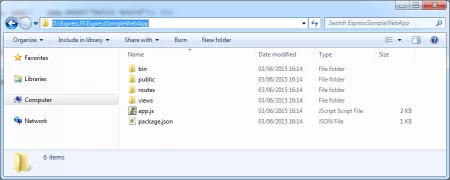 D:\ExpressJS\ExpressSampleWebApp
Search ExpressSampleWebApp
Organize Include in library Share with Burn New folder
Favorites
Libraries
Computer
Network
Name Date modified Type Size
bin 03/06/2015 16:14 File folder
public 03/06/2015 16:14 File folder
routes 03/06/2015 16:14 File folder
views 03/06/2015 16:14 File folder
app.js 03/06/2015 16:14 JScript Script File 2 KB
package.json 03/06/2015 16:14 JSON File 1 KB
6 items